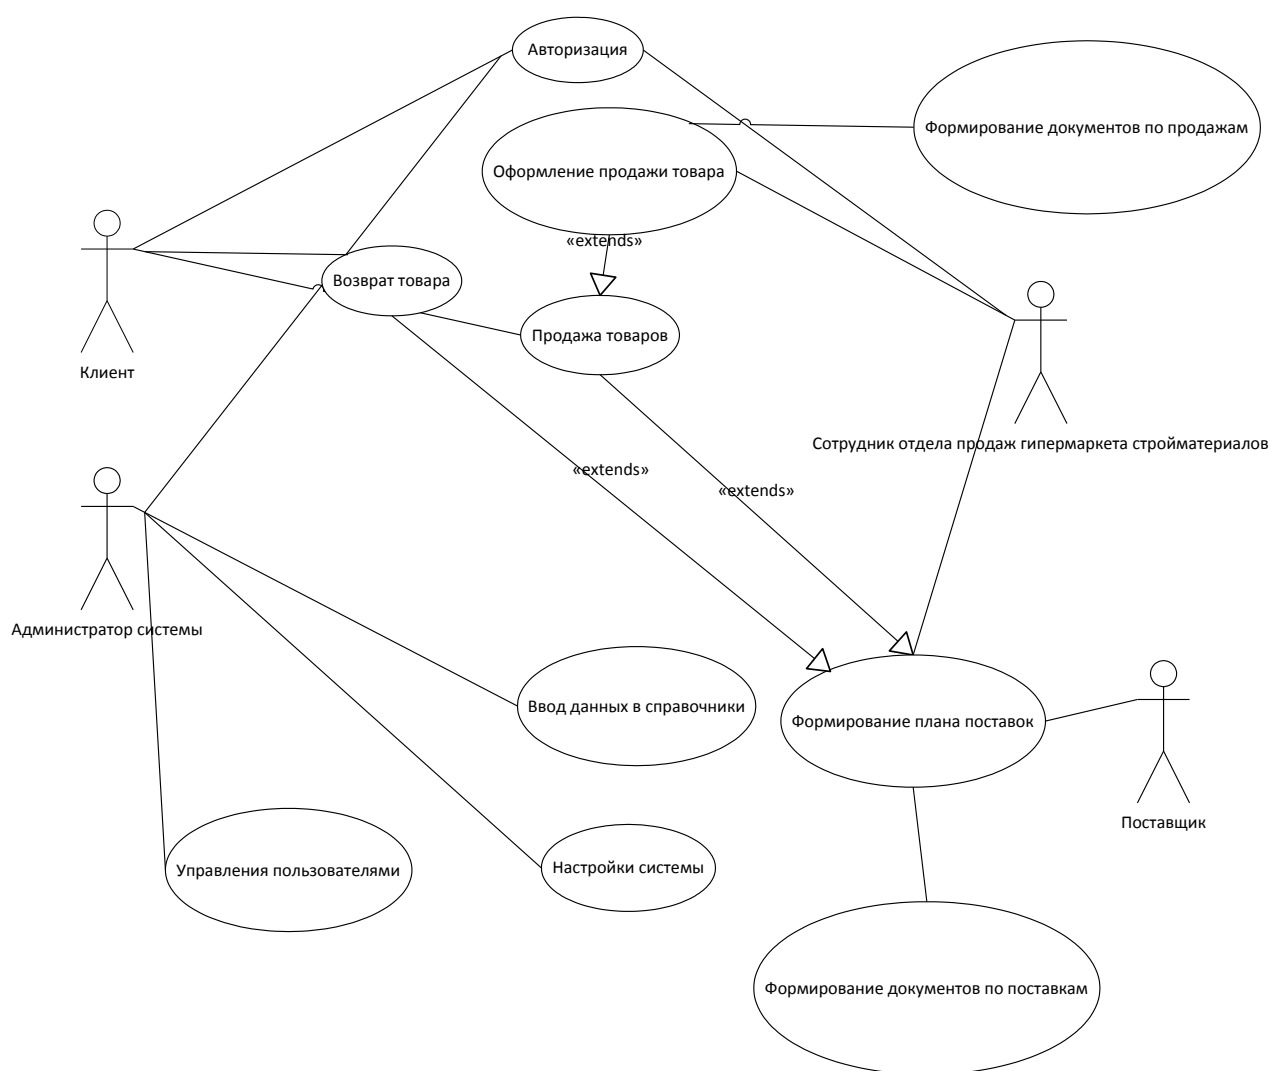 Авторизация
Формирование документов по продажам
Оформление продажи товара
«extends»
Возврат товара
Продажа товаров
Клиент
Сотрудник отдела продаж гипермаркета стройматериалов
«extends»
«extends»
Администратор системы
Ввод данных в справочники
Формирование плана поставок
Поставщик
Управления пользователями
Настройки системы
Формирование документов по поставкам